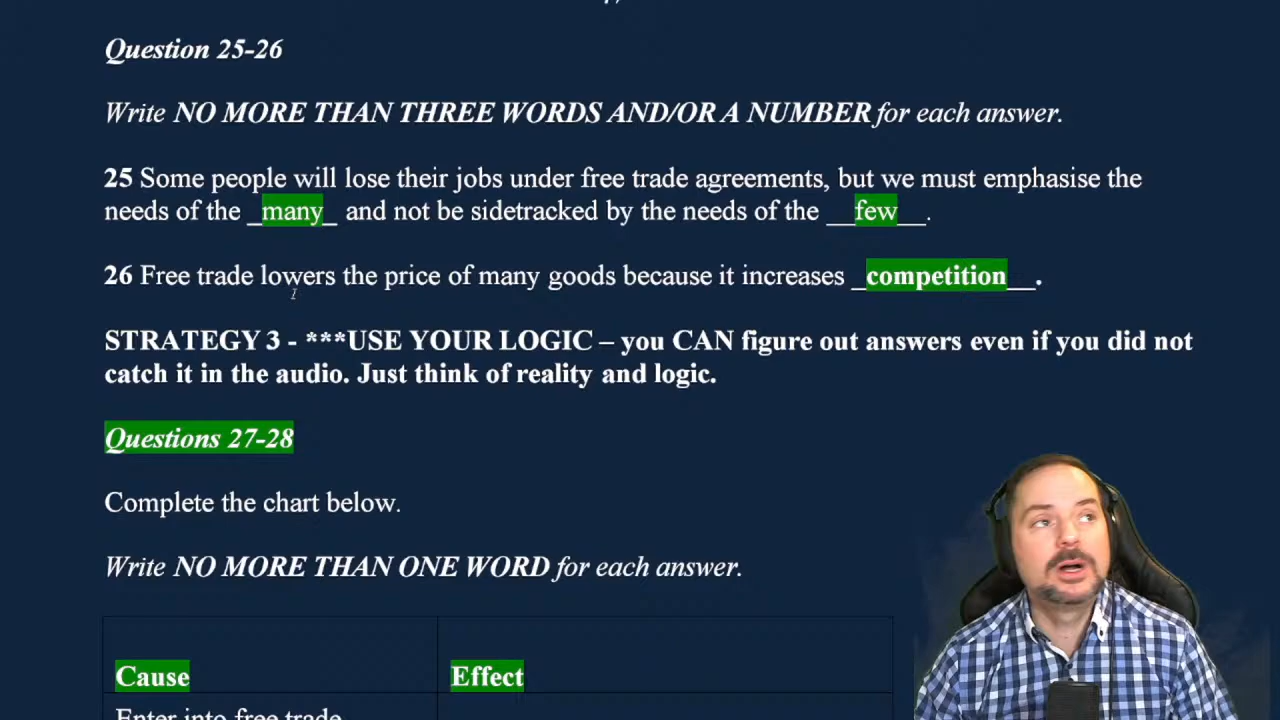 Question 25-26
Write NO MORE THAN THREE WORDS AND/OR A NUMBER for each answer.
25 Some people will lose their jobs under free trade agreements, but we must emphasise the
needs of the _many_ and not be sidetracked by the needs of the __few__.
26 Free trade lowers the price of many goods because it increases _competition__.
STRATEGY 3 - ***USE YOUR LOGIC – you CAN figure out answers even if you did not
catch it in the audio. Just think of reality and logic.
Questions 27-28
Complete the chart below.
Write NO MORE THAN ONE WORD for each answer.
Cause Effect
Enter into free trade